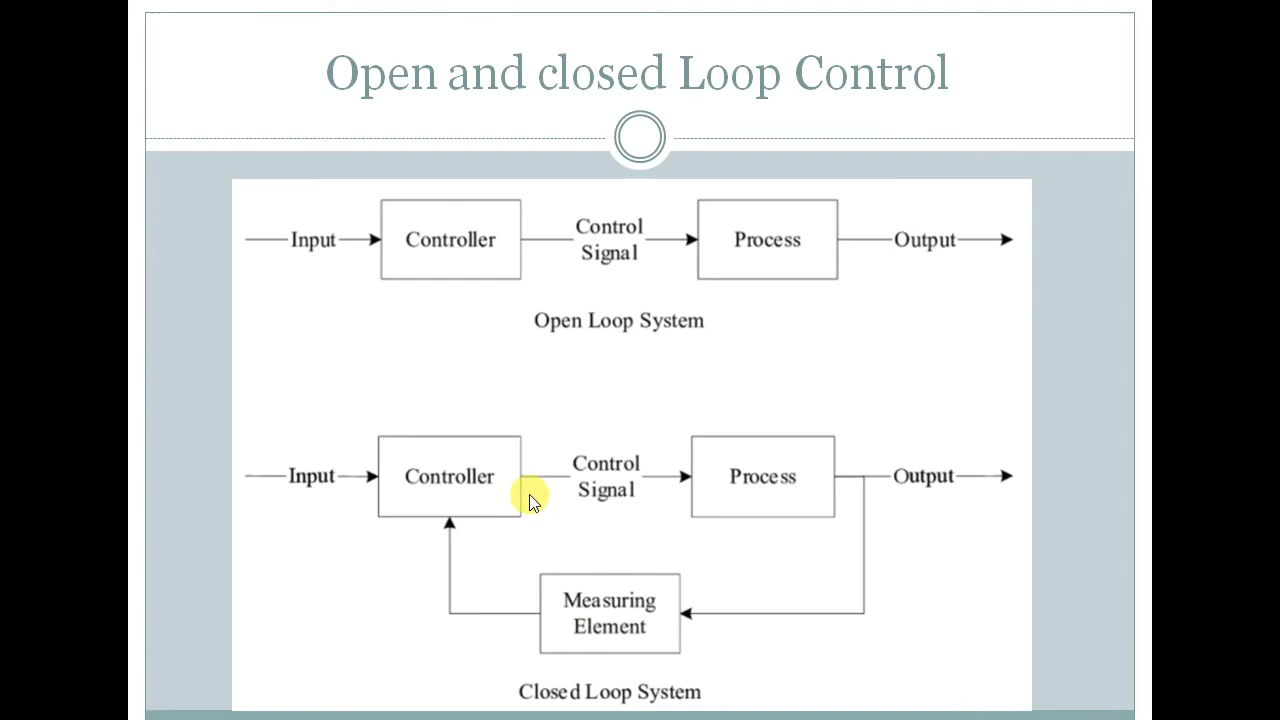 Open and closed Loop Control
Input
Controller
Control
Signal
Process
Output
Open Loop System
Input
Controller
Control
Signal
Process
Output
Measuring
Element
Closed Loop System